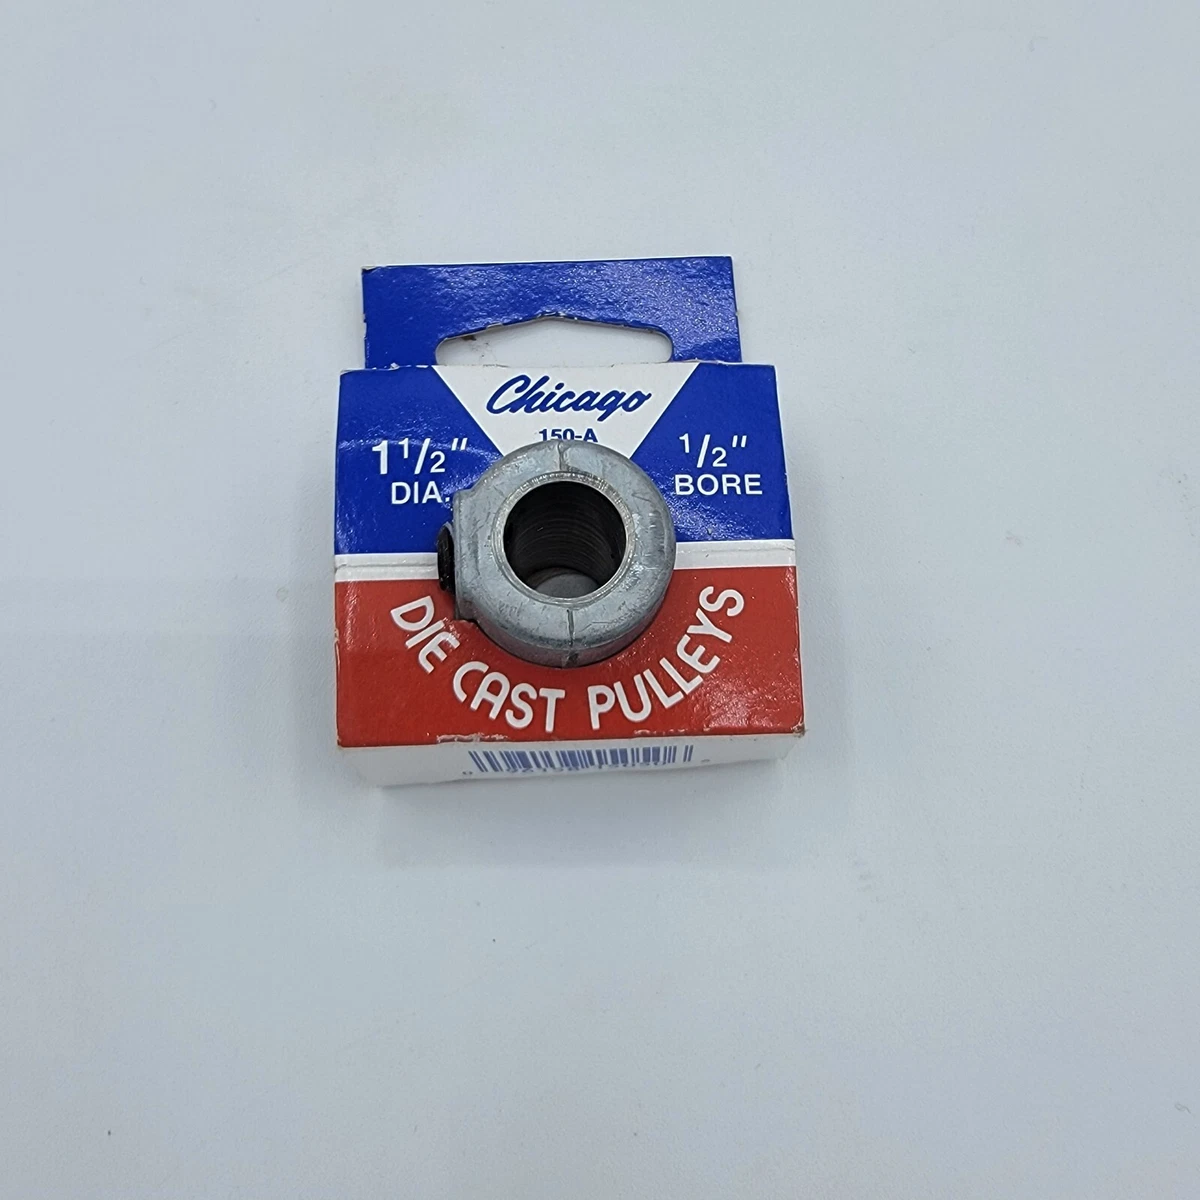 Chicago
150-A
1 1/2" DIA.
1/2" BORE
DIE CAST PULLEYS